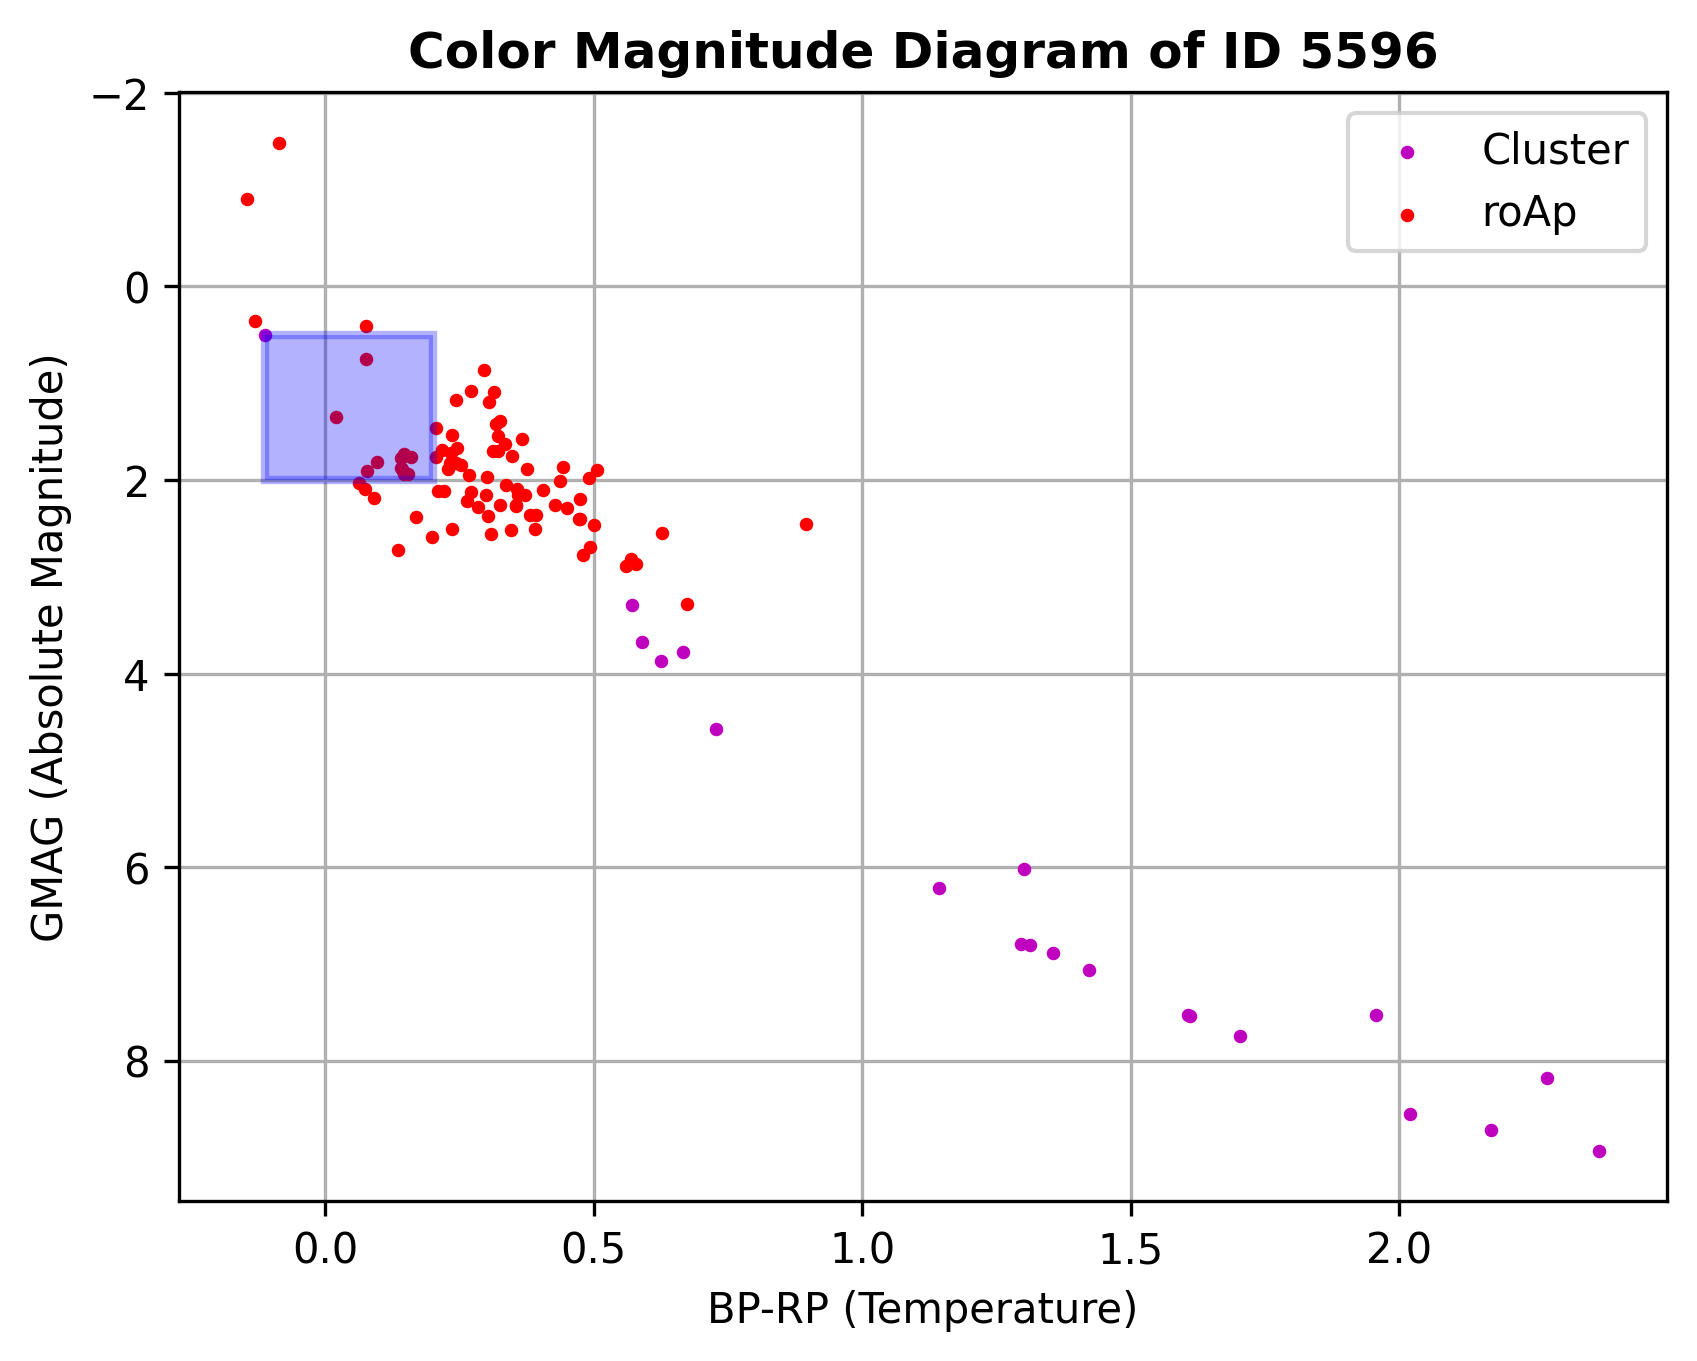 Color Magnitude Diagram of ID 5596
−2
0
2
4
6
8
GMAG (Absolute Magnitude)
Cluster
roAp
0.0 0.5 1.0 1.5 2.0
BP-RP (Temperature)